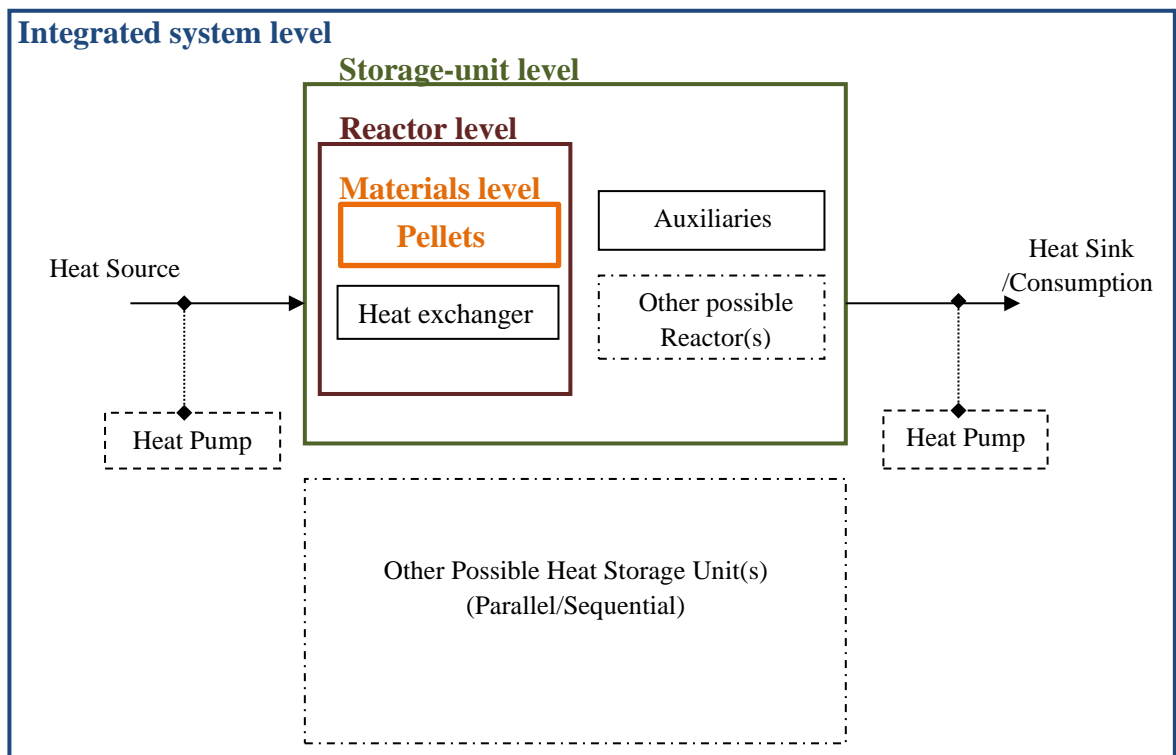 Integrated system level
Storage-unit level
Reactor level
Materials level
Pellets
Auxiliaries
Heat Source
Heat Sink
/Consumption
Heat exchanger
Other possible
Reactor(s)
Heat Pump
Heat Pump
Other Possible Heat Storage Unit(s)
(Parallel/Sequential)